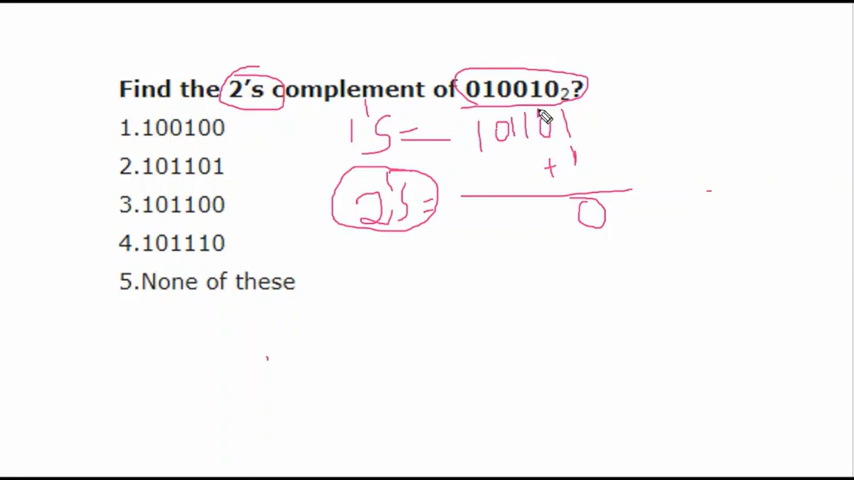 Find the 2's complement of 010010₂?
1.100100
1's = 101101
2.101101
+ 1
3.101100
2's = 0
4.101110
5.None of these